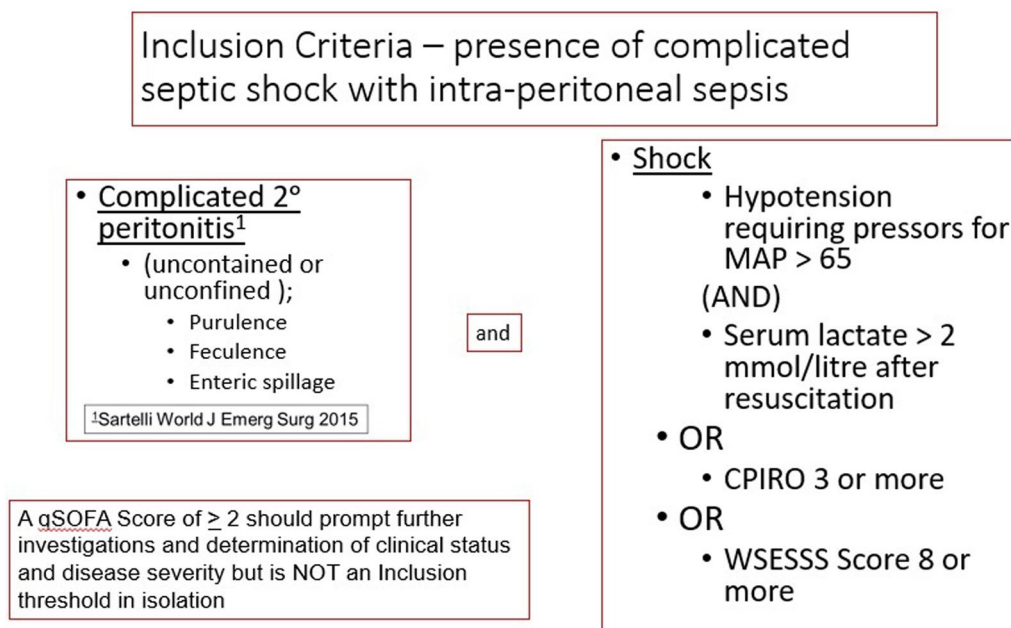 Inclusion Criteria – presence of complicated
septic shock with intra-peritoneal sepsis
• Complicated 2°
peritonitis¹
• (uncontained or
unconfined );
• Purulence
• Feculence
• Enteric spillage
¹Sartelli World J Emerg Surg 2015
and
• Shock
• Hypotension
requiring pressors for
MAP > 65
(AND)
• Serum lactate > 2
mmol/litre after
resuscitation
• OR
• CPIRO 3 or more
• OR
• WSESSS Score 8 or
more
A qSOFA Score of ≥ 2 should prompt further
investigations and determination of clinical status
and disease severity but is NOT an Inclusion
threshold in isolation